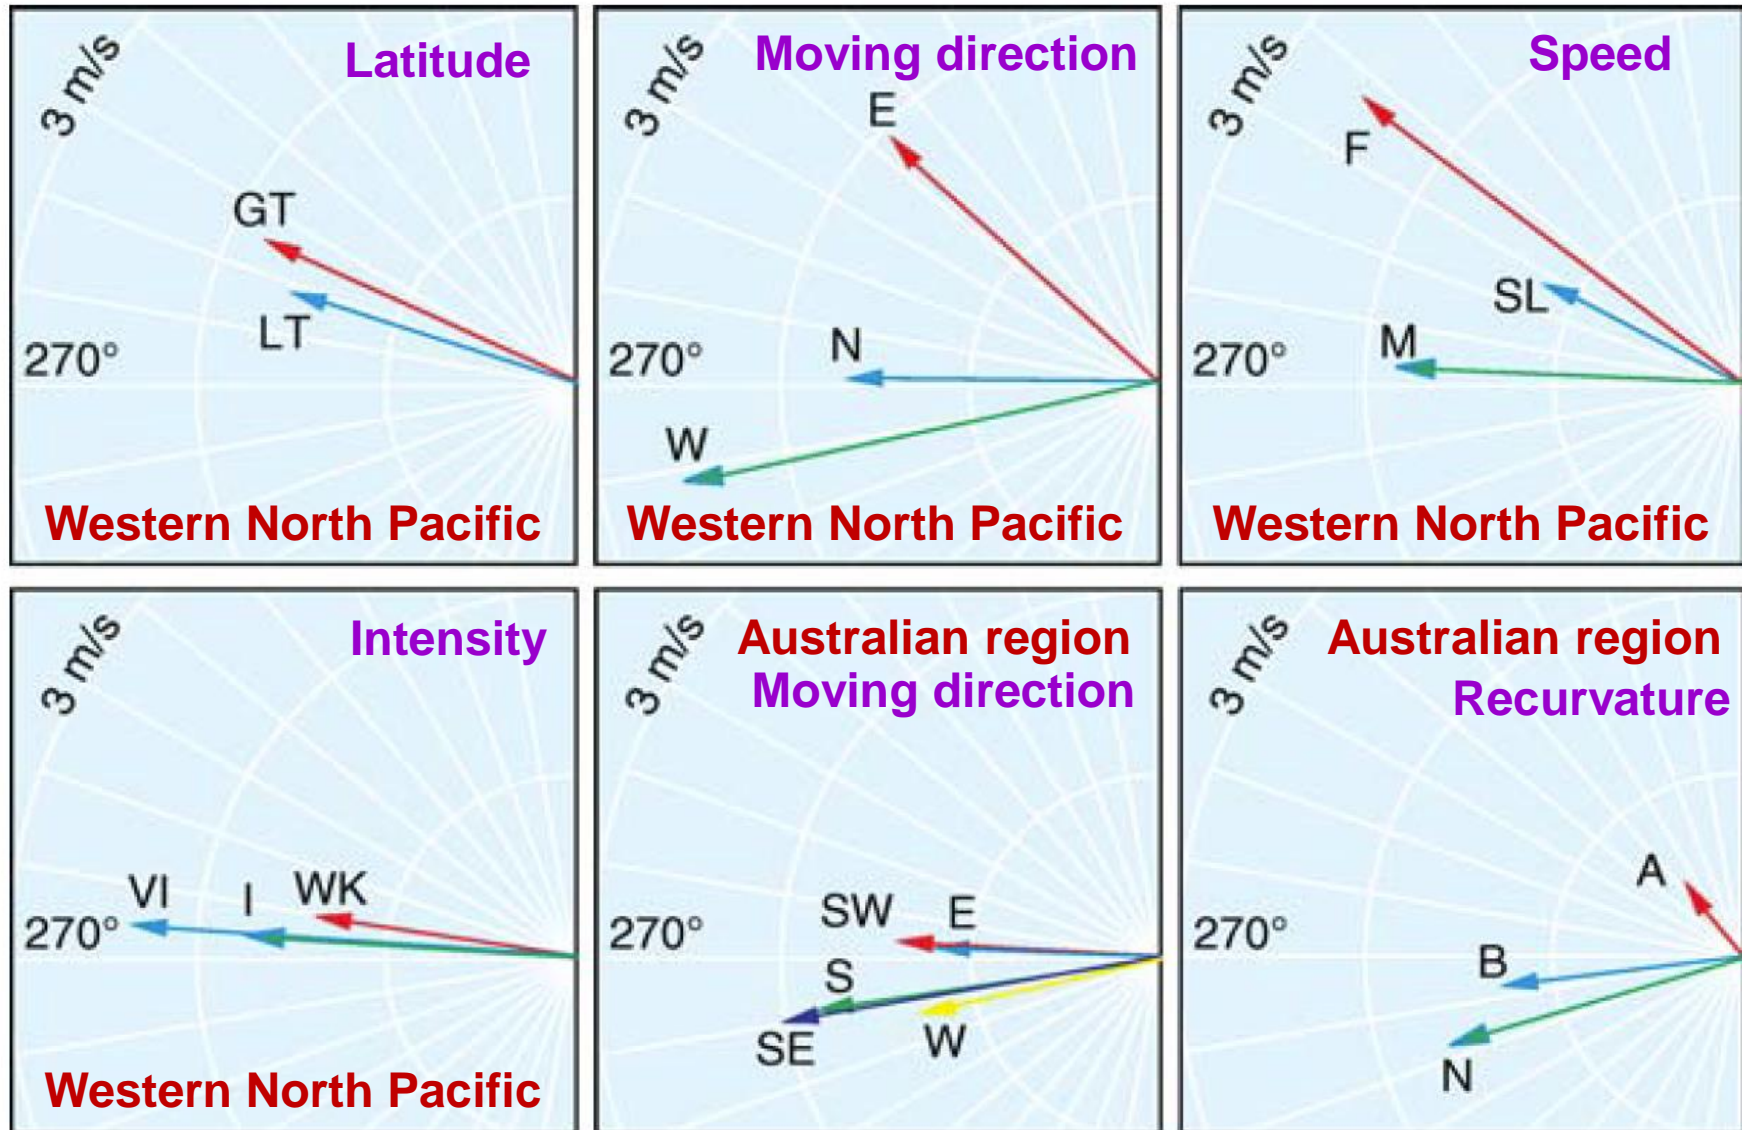 3 m/s
Latitude
GT
LT
270°
Western North Pacific
3 m/s
Moving direction
E
N
270°
W
Western North Pacific
3 m/s
Speed
F
SL
M
270°
Western North Pacific
3 m/s
Intensity
VI
I
WK
270°
Western North Pacific
3 m/s
Australian region
Moving direction
SW
E
270°
S
SE
W
3 m/s
Australian region
Recurvature
A
270°
B
N